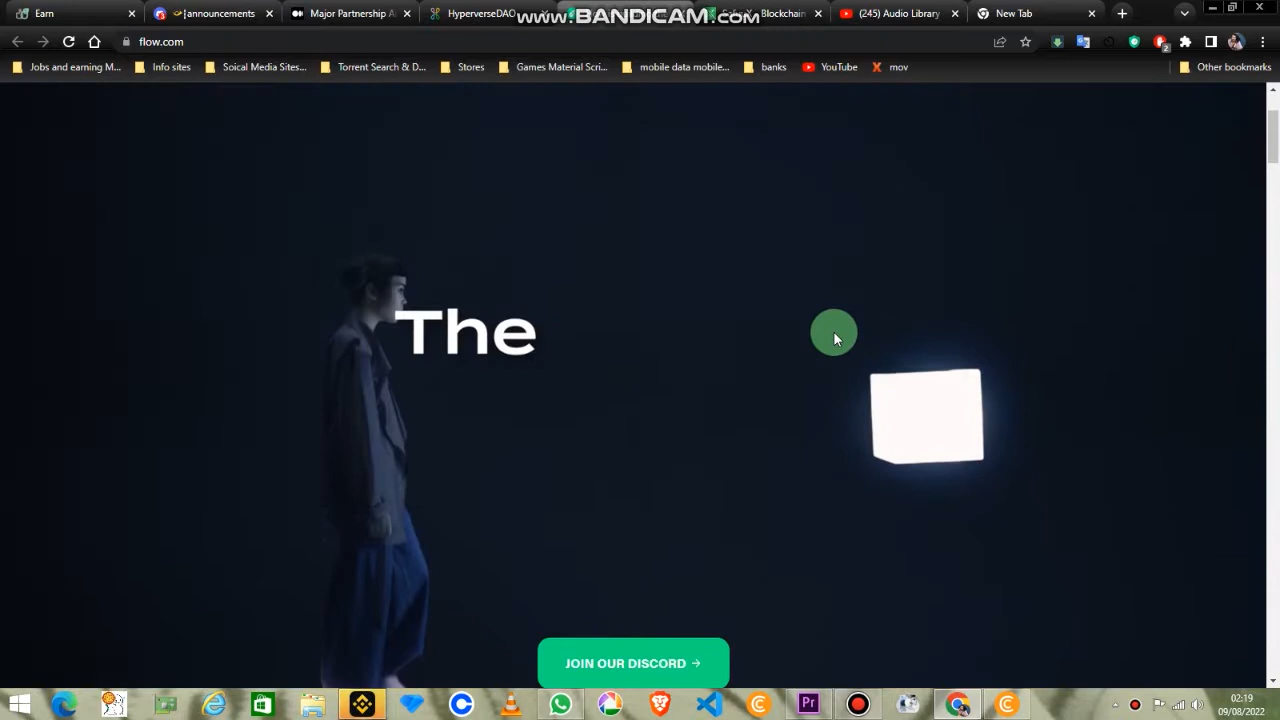 Earn
announcements
Major Partnership A
HyperverseDAO
Blockchain
(245) Audio Library
New Tab
www.BANDICAM.com
flow.com
2
Jobs and earning M...
Info sites
Soical Media Sites...
Torrent Search & D...
Stores
Games Material Scri...
mobile data mobile...
banks
YouTube
mov
Other bookmarks
The
JOIN OUR DISCORD →
Pr
02:19
09/08/2022